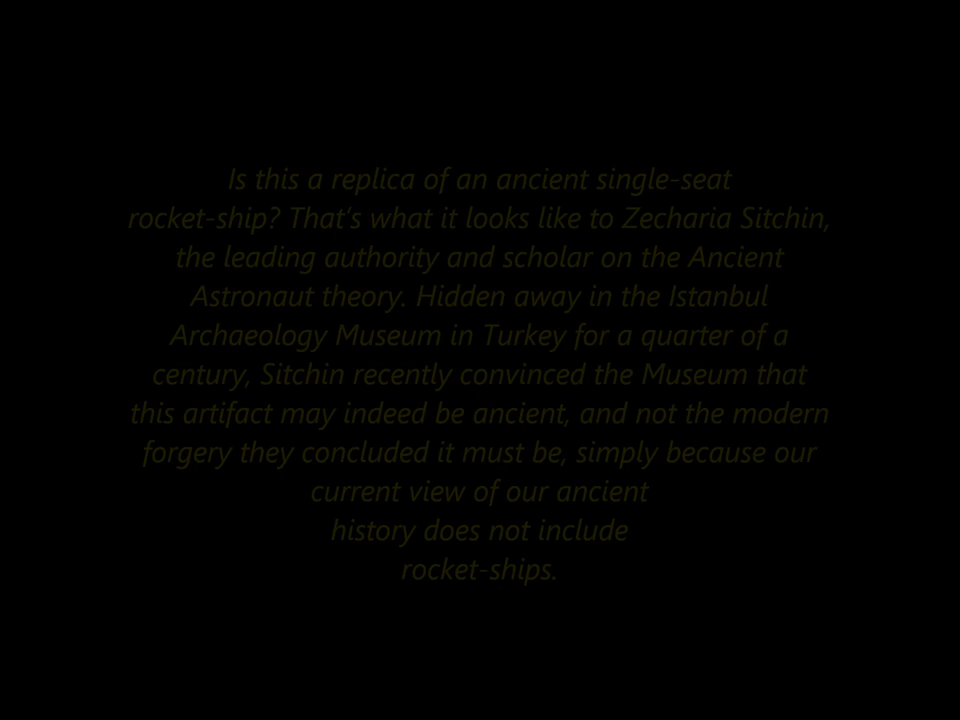 Is this a replica of an ancient single-seat
rocket-ship? That's what it looks like to Zecharia Sitchin,
the leading authority and scholar on the Ancient
Astronaut theory. Hidden away in the Istanbul
Archaeology Museum in Turkey for a quarter of a
century, Sitchin recently convinced the Museum that
this artifact may indeed be ancient, and not the modern
forgery they concluded it must be, simply because our
current view of our ancient
history does not include
rocket-ships.